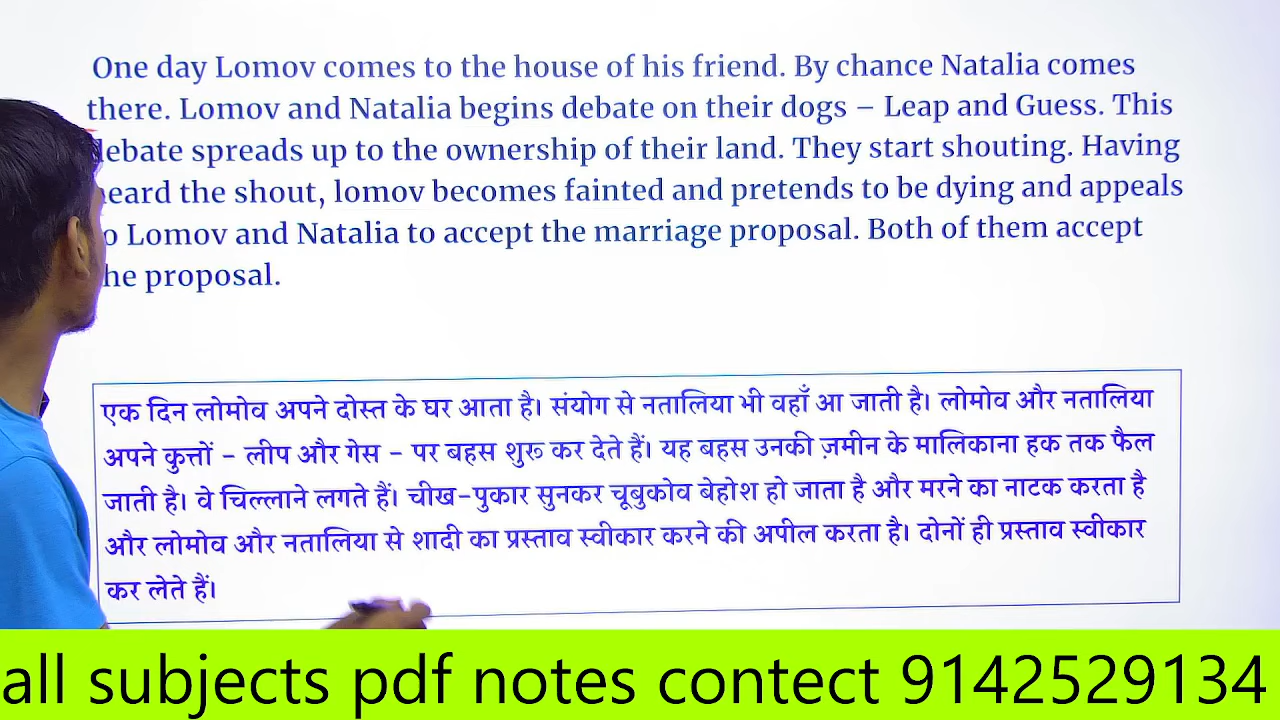 One day Lomov comes to the house of his friend. By chance Natalia comes
there. Lomov and Natalia begins debate on their dogs – Leap and Guess. This
debate spreads up to the ownership of their land. They start shouting. Having
heard the shout, lomov becomes fainted and pretends to be dying and appeals
to Lomov and Natalia to accept the marriage proposal. Both of them accept
the proposal.
एक दिन लोमोव अपने दोस्त के घर आता है। संयोग से नतालिया भी वहाँ आ जाती है। लोमोव और नतालिया
अपने कुत्तों - लीप और गेस - पर बहस शुरू कर देते हैं। यह बहस उनकी ज़मीन के मालिकाना हक तक फैल
जाती है। वे चिल्लाने लगते हैं। चीख-पुकार सुनकर चूबुकोव बेहोश हो जाता है और मरने का नाटक करता है
और लोमोव और नतालिया से शादी का प्रस्ताव स्वीकार करने की अपील करता है। दोनों ही प्रस्ताव स्वीकार
कर लेते हैं।
all subjects pdf notes contect 9142529134